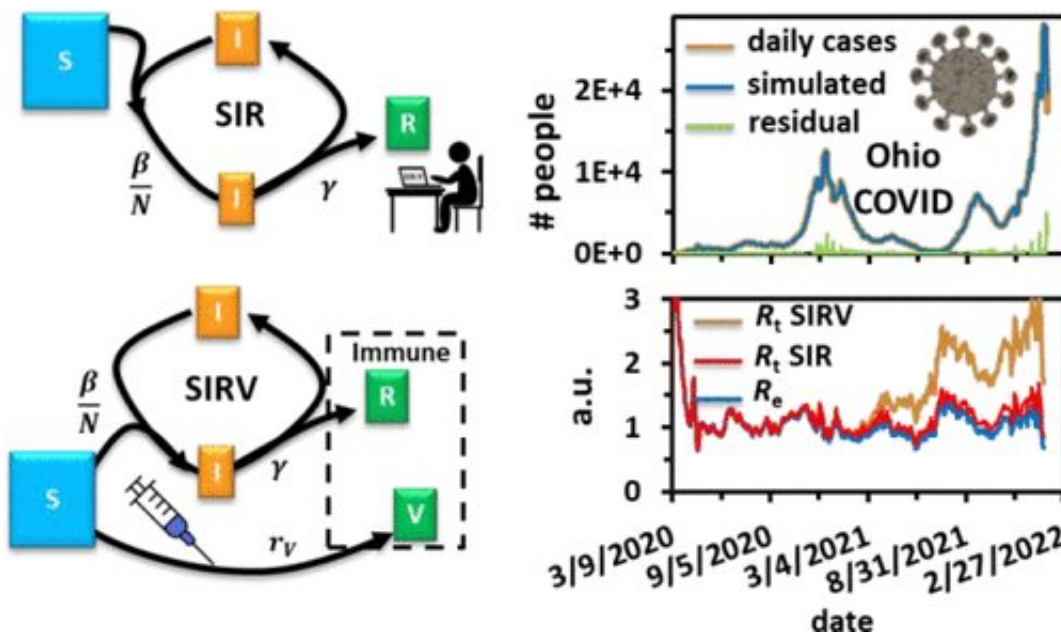 S
I
SIR
I
R
β
N
γ
I
Immune
SIRV
R
β
N
I
γ
S
V
r_V
daily cases
simulated
residual
Ohio
COVID
# people
2E+4
1E+4
0E+0
R_t SIRV
R_t SIR
R_e
a.u.
3
2
1
0
3/9/2020
9/5/2020
3/4/2021
8/31/2021
2/27/2022
date